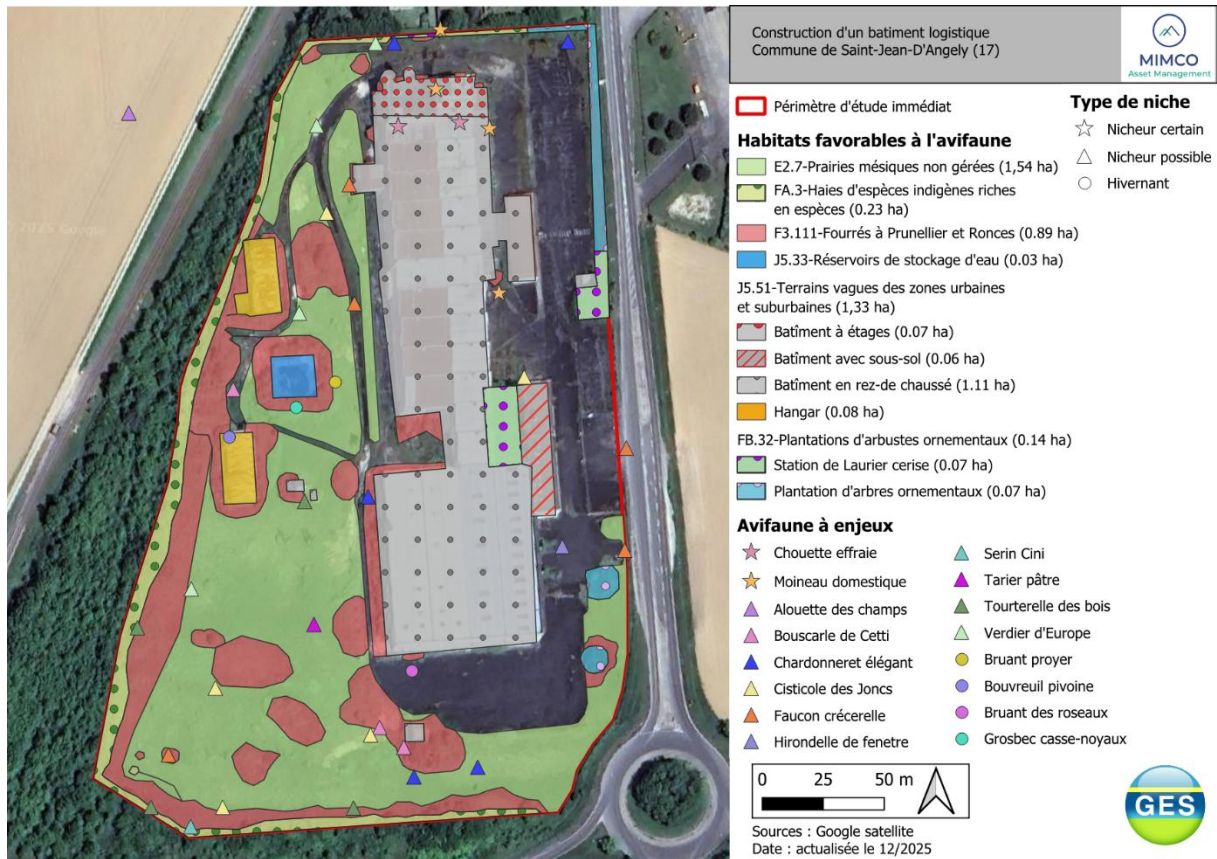 Construction d'un batiment logistique
Commune de Saint-Jean-D'Angely (17)
MIMCO
Asset Management
Périmètre d'étude immédiat
Habitats favorables à l'avifaune
E2.7-Prairies mésiques non gérées (1,54 ha)
FA.3-Haies d'espèces indigènes riches
en espèces (0.23 ha)
F3.111-Fourrés à Prunellier et Ronces (0.89 ha)
J5.33-Réservoirs de stockage d'eau (0.03 ha)
J5.51-Terrains vagues des zones urbaines
et suburbaines (1,33 ha)
Batîment à étages (0.07 ha)
Batîment avec sous-sol (0.06 ha)
Batîment en rez-de chaussé (1.11 ha)
Hangar (0.08 ha)
FB.32-Plantations d'arbustes ornementaux (0.14 ha)
Station de Laurier cerise (0.07 ha)
Plantation d'arbres ornementaux (0.07 ha)
Type de niche
Nicheur certain
Nicheur possible
Hivernant
Avifaune à enjeux
Chouette effraie
Moineau domestique
Alouette des champs
Bouscarle de Cetti
Chardonneret élégant
Cisticole des Joncs
Faucon crécerelle
Hirondelle de fenetre
Serin Cini
Tarier pâtre
Tourterelle des bois
Verdier d'Europe
Bruant proyer
Bouvreuil pivoine
Bruant des roseaux
Grosbec casse-noyaux
0 25 50 m
Sources : Google satellite
Date : actualisée le 12/2025
GES